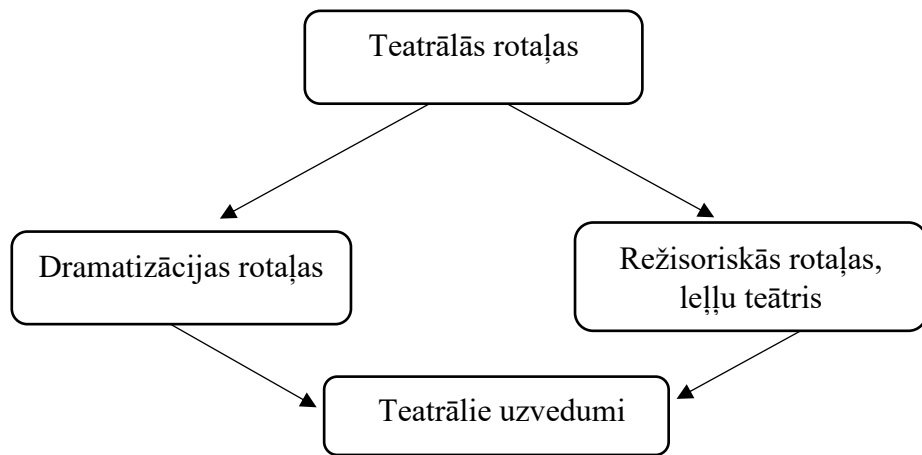 Teatrālās rotaļas
Dramatizācijas rotaļas
Režisoriskās rotaļas,
leļļu teātris
Teatrālie uzvedumi